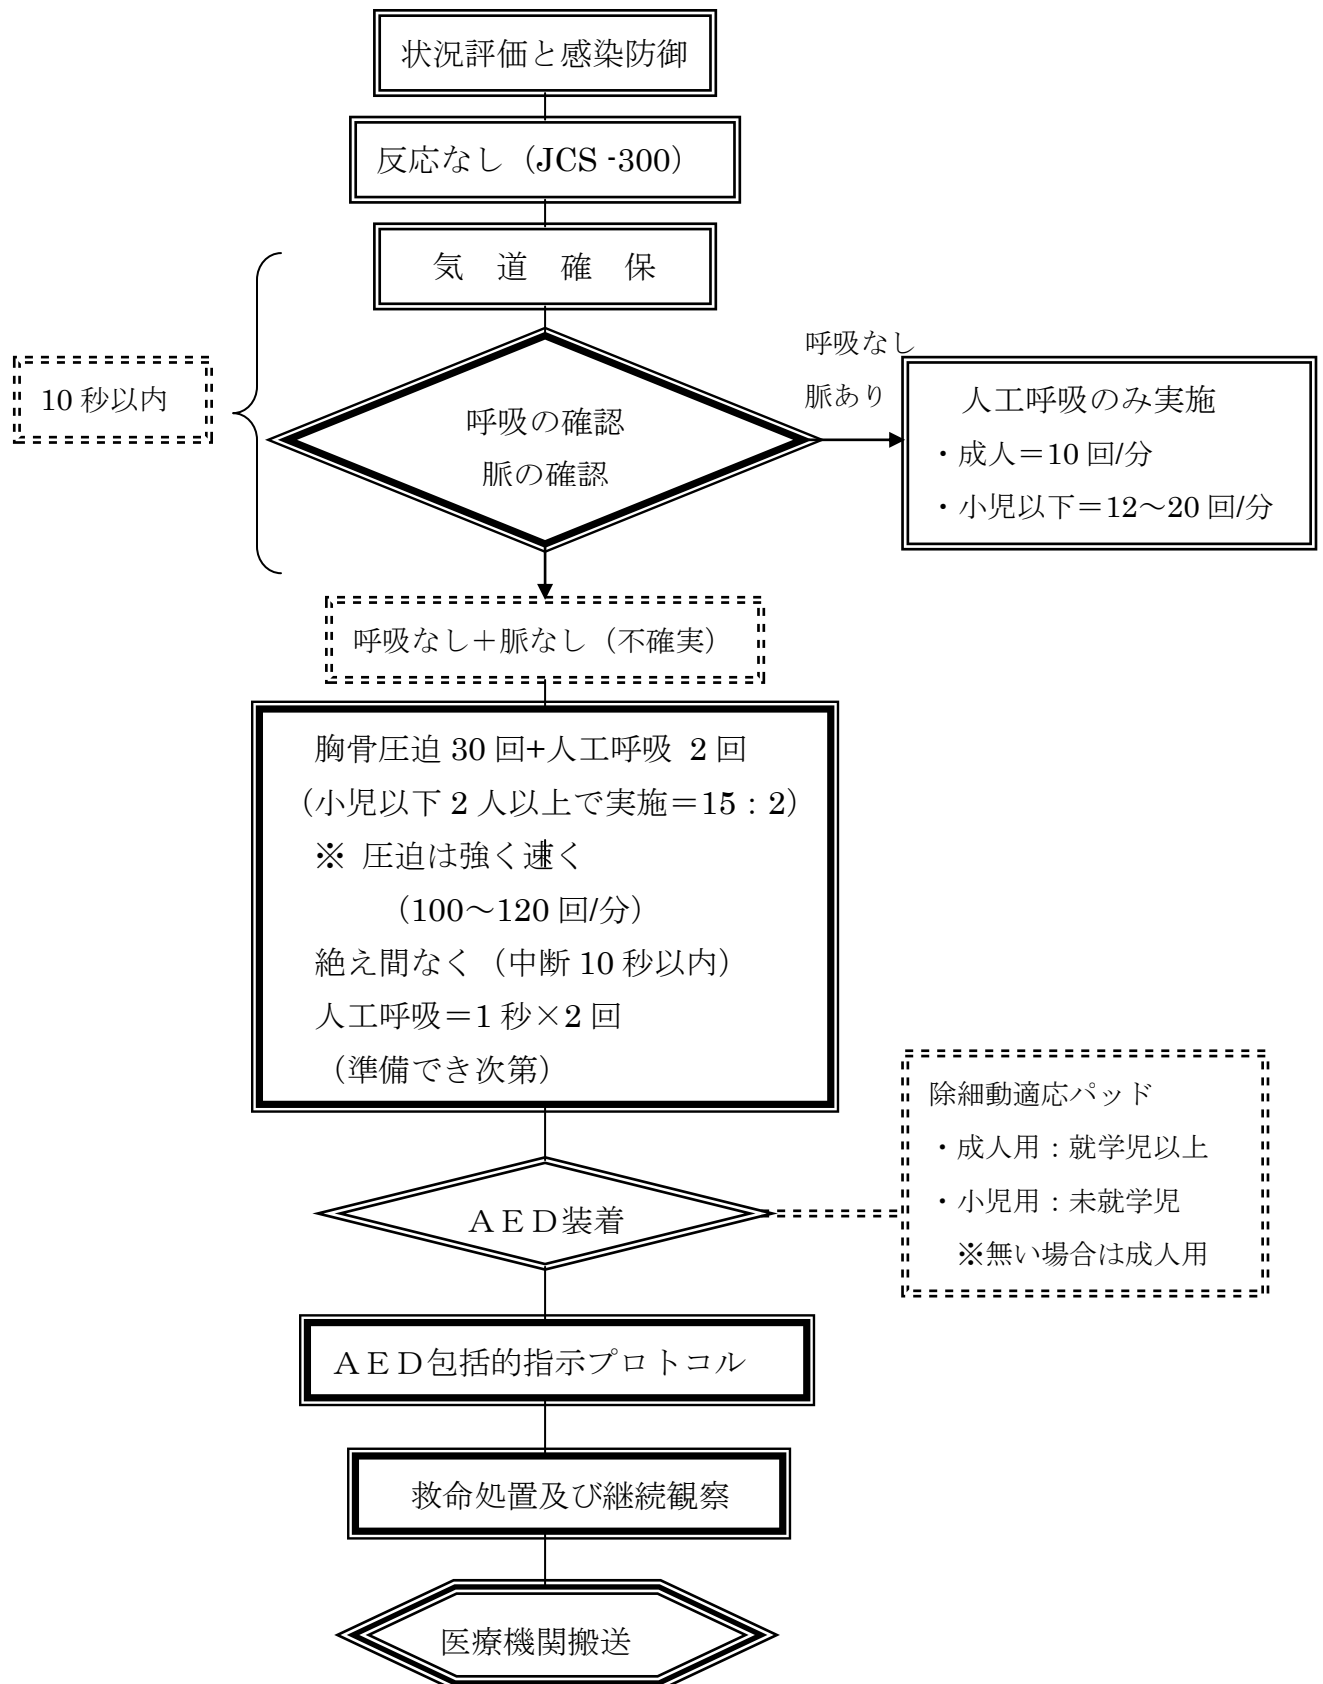 状況評価と感染防御
反応なし（JCS -300）
気　道　確　保
10 秒以内
呼吸の確認
脈の確認
呼吸なし
脈あり
人工呼吸のみ実施
・成人＝10 回/分
・小児以下＝12～20 回/分
呼吸なし＋脈なし（不確実）
胸骨圧迫 30 回+人工呼吸 2 回
（小児以下 2 人以上で実施＝15：2）
※ 圧迫は強く速く
（100～120 回/分）
絶え間なく（中断 10 秒以内）
人工呼吸＝1 秒×2 回
（準備でき次第）
ＡＥＤ装着
除細動適応パッド
・成人用：就学児以上
・小児用：未就学児
※無い場合は成人用
ＡＥＤ包括的指示プロトコル
救命処置及び継続観察
医療機関搬送